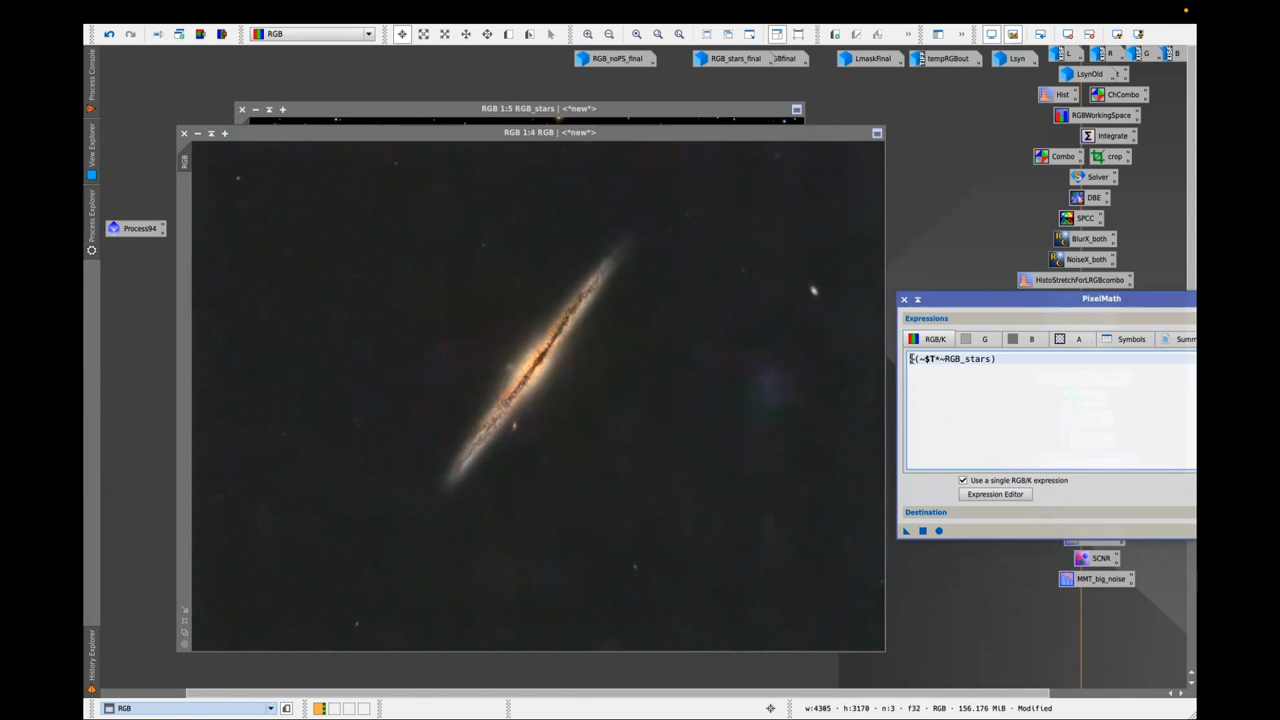 RGB
L
R
G
B
RGB_noPS_final
RGB_stars_final
Bfinal
LmaskFinal
tempRGBout
Lsyn
LsynOld
Hist
ChCombo
RGB 1:5 RGB_stars | <*new*>
RGBWorkingSpace
RGB 1:4 RGB | <*new*>
Integrate
Combo
crop
RGB
Solver
DBE
SPCC
Process94
BlurX_both
NoiseX_both
HistoStretchForLRGBcombo
PixelMath
Expressions
RGB/K
G
B
A
Symbols
Summ
~(~$T*~RGB_stars)
Use a single RGB/K expression
Expression Editor
Destination
SCNR
MMT_big_noise
Process Console
View Explorer
Process Explorer
History Explorer
RGB
w:4305 | h:3170 | n:3 | f32 | RGB | 156.176 MiB | Modified